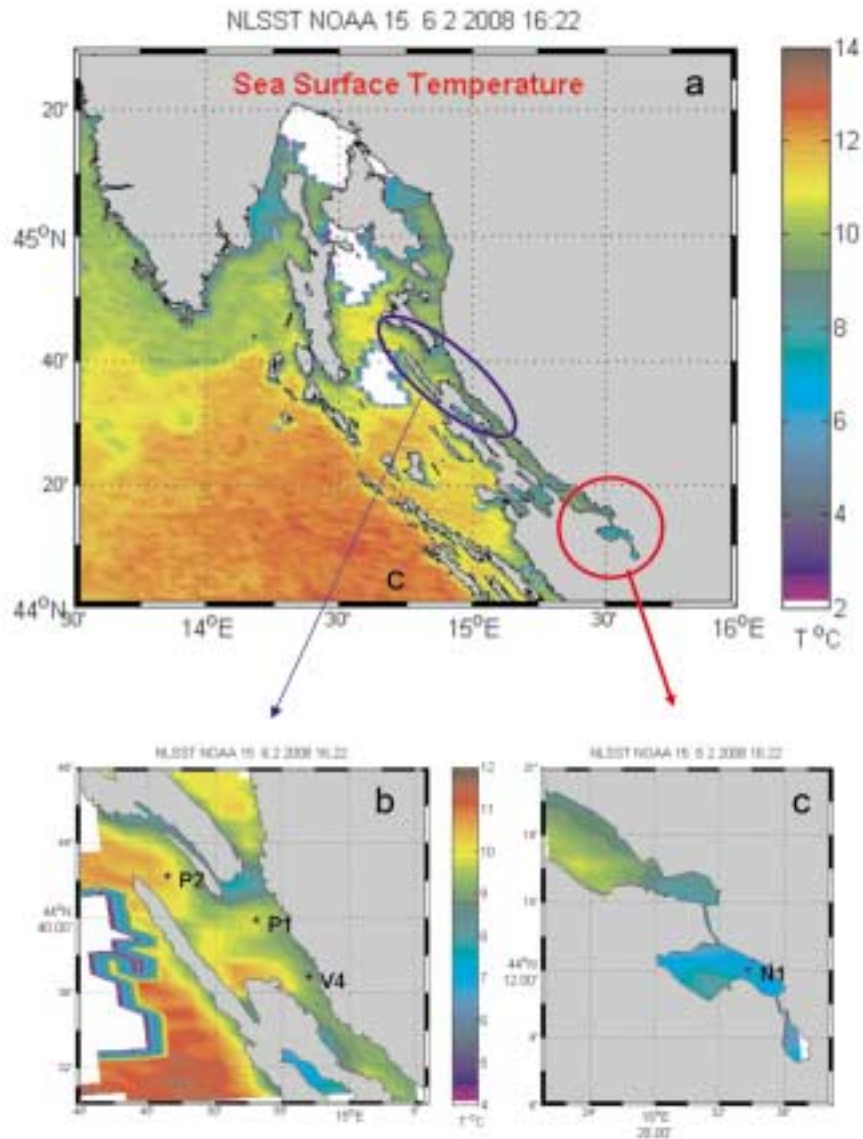 NLSST NOAA 15 6 2 2008 16:22
Sea Surface Temperature
a
20'
45°N
40'
20'
44°N
30'
14°E
30'
15°E
30'
16°E
C
14
12
10
8
6
4
2
T °C
NLSST NOAA 15 6 2 2008 16:22
b
P2
P1
V4
44°N
40.00'
15°E
12
11
10
9
8
7
6
5
4
NLSST NOAA 15 6 2 2008 16:22
c
N1
44°N
12.00'
15°E
28.00'